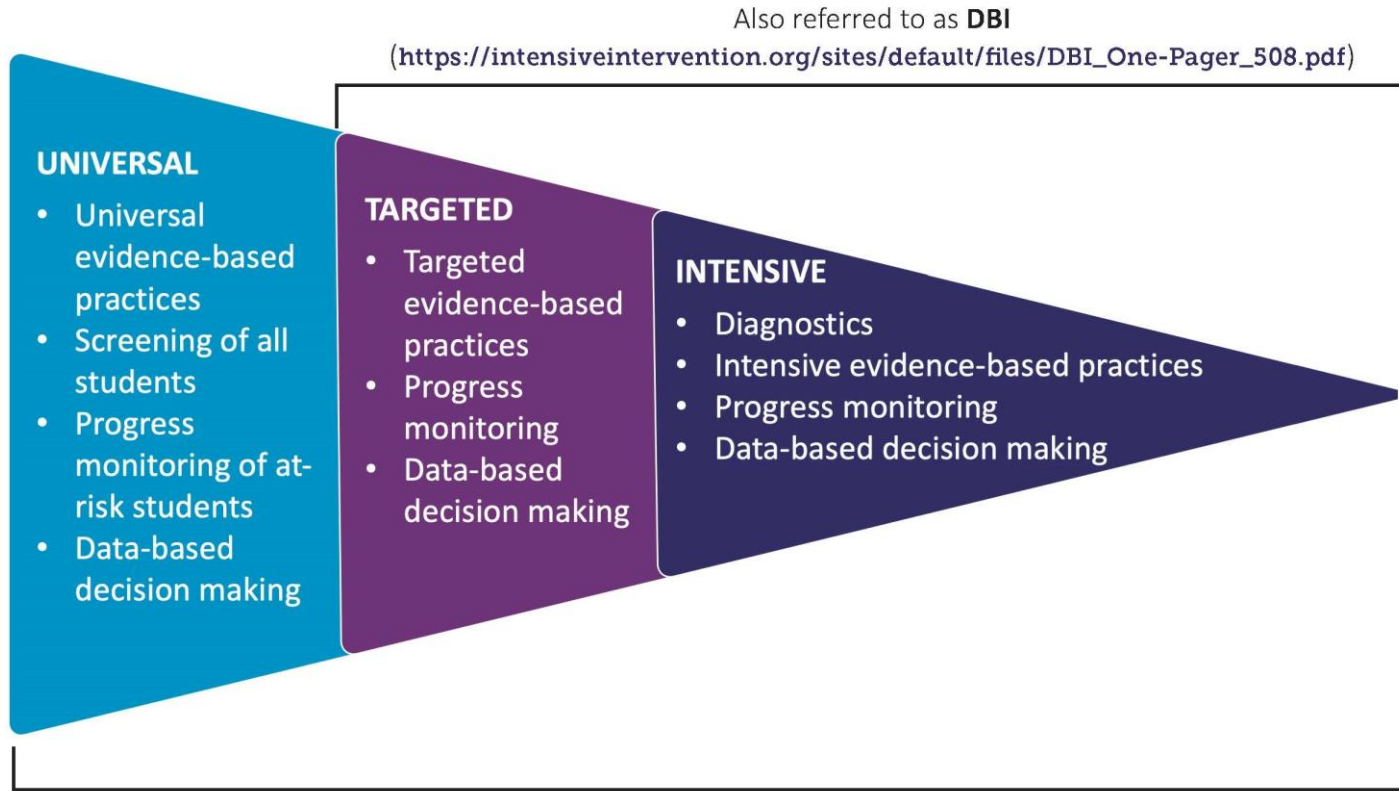 Also referred to as DBI
(https://intensiveintervention.org/sites/default/files/DBI_One-Pager_508.pdf)
UNIVERSAL
• Universal
evidence-based
practices
• Screening of all
students
• Progress
monitoring of at-
risk students
• Data-based
decision making
TARGETED
• Targeted
evidence-based
practices
• Progress
monitoring
• Data-based
decision making
INTENSIVE
• Diagnostics
• Intensive evidence-based practices
• Progress monitoring
• Data-based decision making